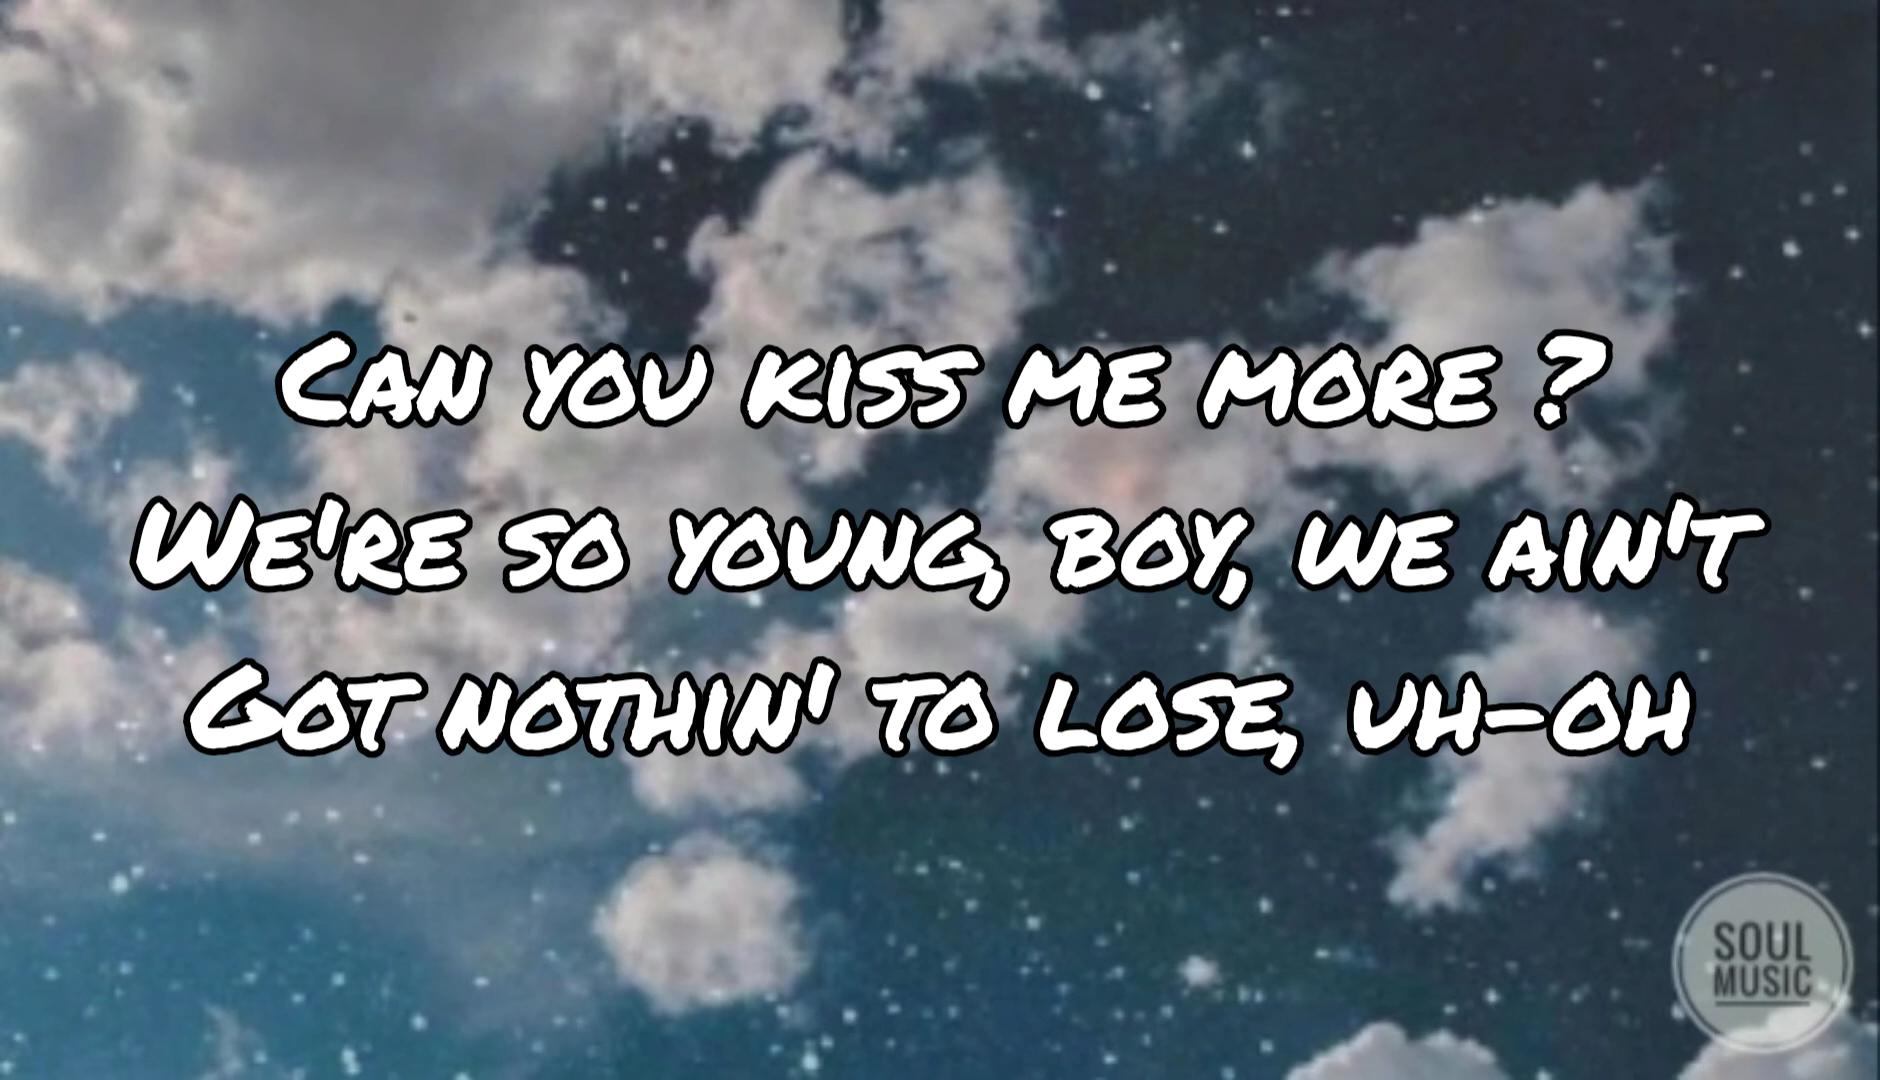 Can you kiss me more ?
We're so young, boy, we ain't
Got nothin' to lose, uh-oh
SOUL
MUSIC